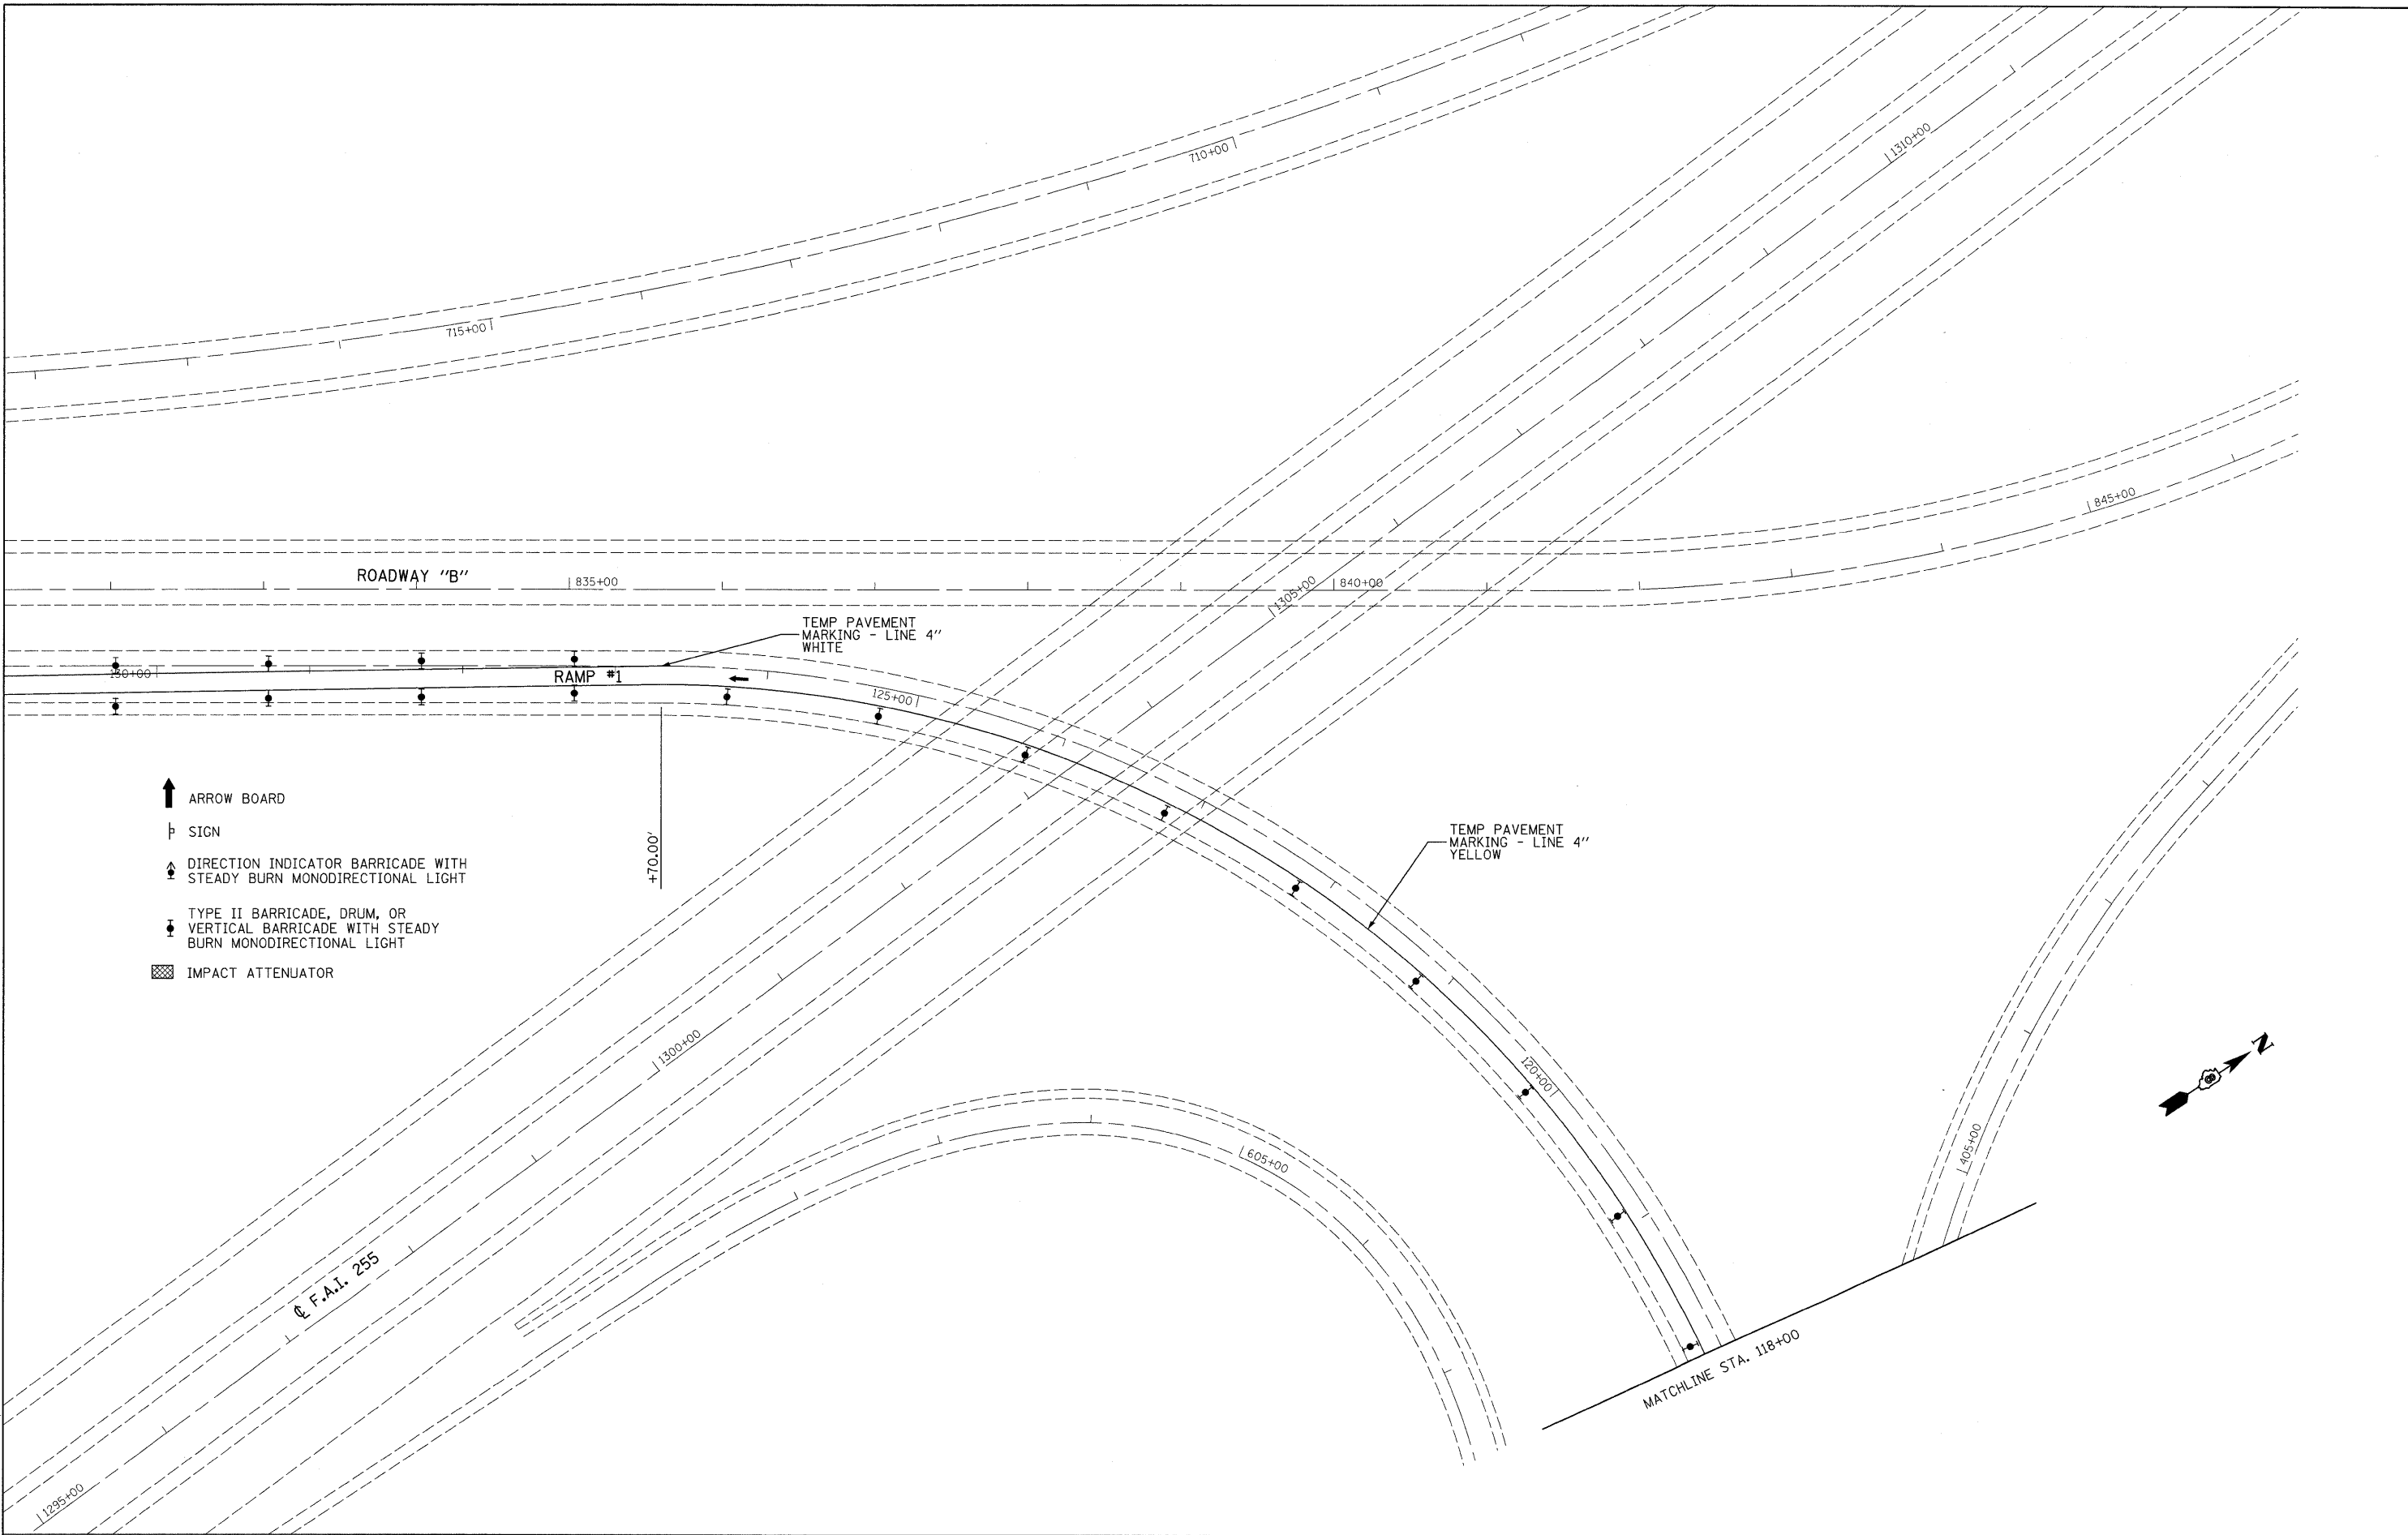 710+00
1310+00
715+00
845+00
ROADWAY "B"
835+00
1305+00
840+00
TEMP PAVEMENT
MARKING - LINE 4"
WHITE
130+00
RAMP #1
125+00
ARROW BOARD
SIGN
DIRECTION INDICATOR BARRICADE WITH
STEADY BURN MONODIRECTIONAL LIGHT
TYPE II BARRICADE, DRUM, OR
VERTICAL BARRICADE WITH STEADY
BURN MONODIRECTIONAL LIGHT
IMPACT ATTENUATOR
+70.00'
TEMP PAVEMENT
MARKING - LINE 4"
YELLOW
1300+00
120+00
N
605+00
405+00
℄ F.A.I. 255
MATCHLINE STA. 118+00
1295+00